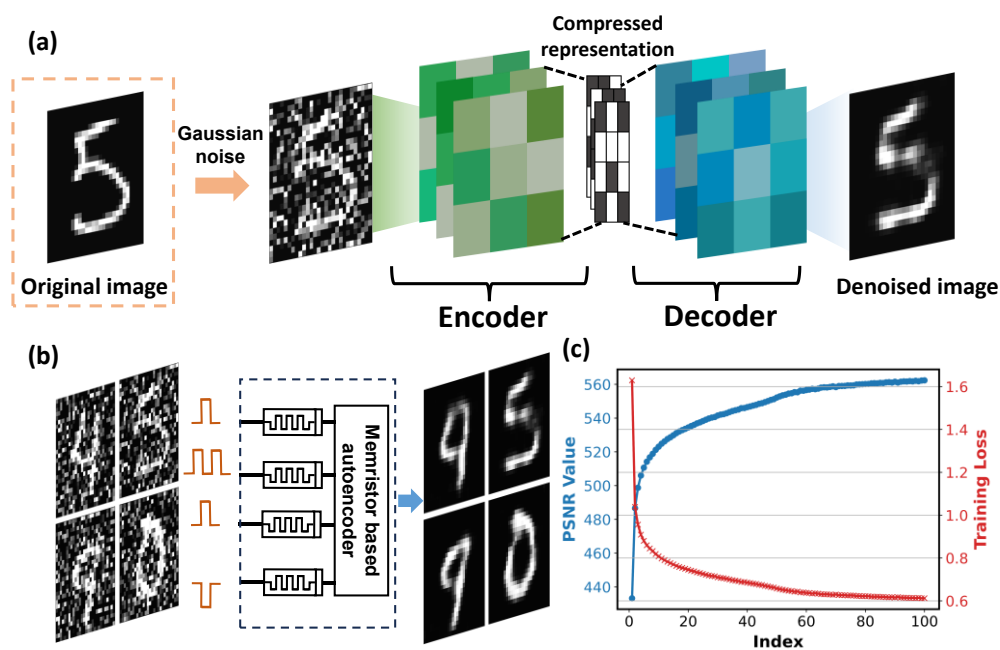 (a)
Original image
Gaussian
noise
Compressed
representation
Encoder
Decoder
Denoised image
(b)
Memristor based
autoencoder
(c)
PSNR Value
560
540
520
500
480
460
440
1.6
1.4
1.2
1.0
0.8
0.6
Training Loss
0
20
40
60
80
100
Index